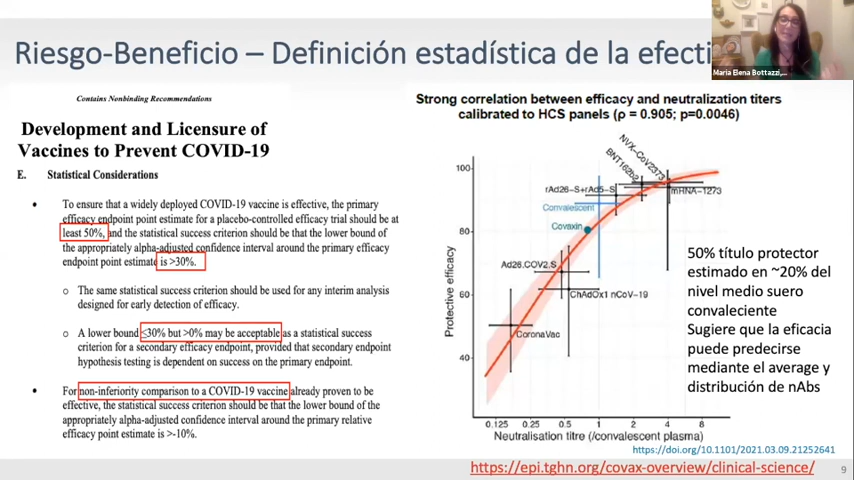 Riesgo-Beneficio – Definición estadística de la efecti
Maria Elena Bottazzi,...
Contains Nonbinding Recommendations
Development and Licensure of
Vaccines to Prevent COVID-19
E. Statistical Considerations
• To ensure that a widely deployed COVID-19 vaccine is effective, the primary
efficacy endpoint point estimate for a placebo-controlled efficacy trial should be at
least 50%, and the statistical success criterion should be that the lower bound of
the appropriately alpha-adjusted confidence interval around the primary efficacy
endpoint point estimate is >30%.
o The same statistical success criterion should be used for any interim analysis
designed for early detection of efficacy.
o A lower bound ≤30% but >0% may be acceptable as a statistical success
criterion for a secondary efficacy endpoint, provided that secondary endpoint
hypothesis testing is dependent on success on the primary endpoint.
• For non-inferiority comparison to a COVID-19 vaccine already proven to be
effective, the statistical success criterion should be that the lower bound of the
appropriately alpha-adjusted confidence interval around the primary relative
efficacy point estimate is >-10%.
Strong correlation between efficacy and neutralization titers
calibrated to HCS panels (ρ = 0.905; p=0.0046)
Protective efficacy
100
80
60
40
NVX-CoV2373
BNT162b2
rAd26-S+rAd5-S
mRNA-1273
Convalescent
Covaxin
Ad26.COV2.S
ChAdOx1 nCoV-19
CoronaVac
0.125 0.25 0.5 1 2 4 8
Neutralisation titre (/convalescent plasma)
50% título protector
estimado en ~20% del
nivel medio suero
convaleciente
Sugiere que la eficacia
puede predecirse
mediante el average y
distribución de nAbs
https://doi.org/10.1101/2021.03.09.21252641
https://epi.tghn.org/covax-overview/clinical-science/
9